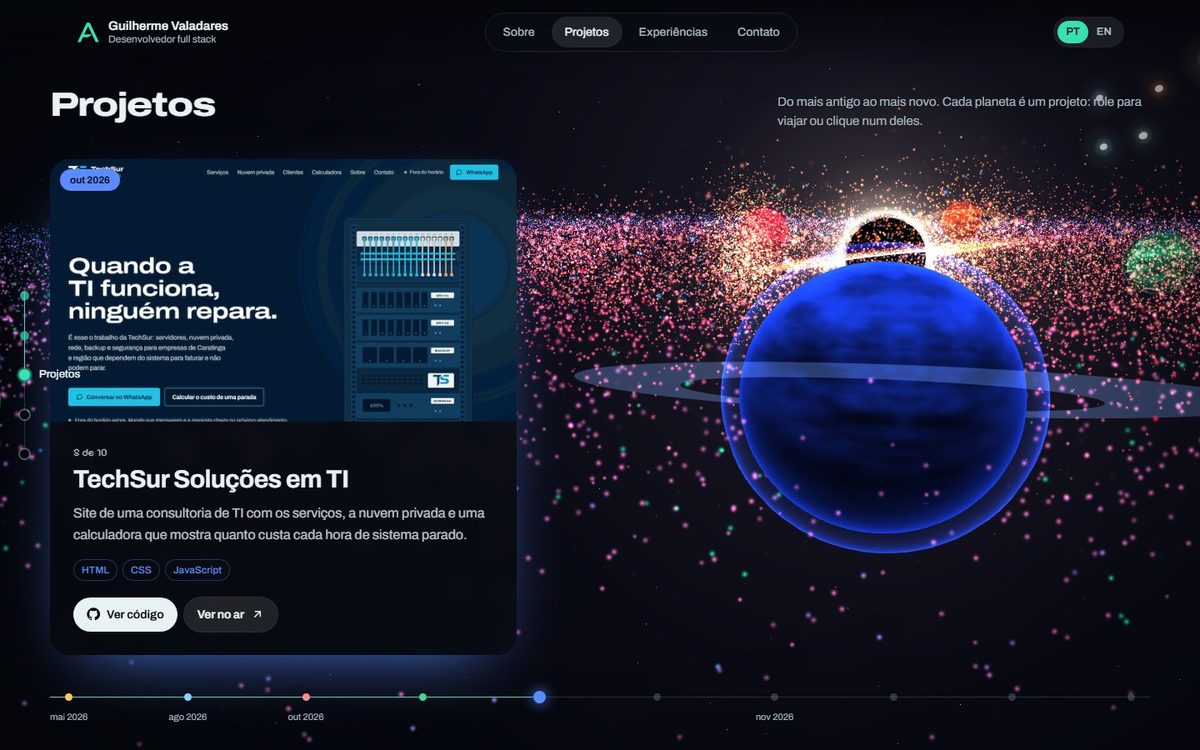 Guilherme Valadares
Desenvolvedor full stack
Sobre
Projetos
Experiências
Contato
PT
EN
Projetos
Do mais antigo ao mais novo. Cada planeta é um projeto: role para
viajar ou clique num deles.
TechSur
out 2026
Serviços
Nuvem privada
Clientes
Calculadora
Sobre
Contato
Fora do horário
WhatsApp
Quando a
TI funciona,
ninguém repara.
É esse o trabalho da TechSur: servidores, nuvem privada,
rede, backup e segurança para empresas de Caratinga
e região que dependem do sistema para faturar e não
podem parar.
Projetos
Conversar no WhatsApp
Calcular o custo de uma parada
BACKUP
TS
100%
de 10
TechSur Soluções em TI
Site de uma consultoria de TI com os serviços, a nuvem privada e uma
calculadora que mostra quanto custa cada hora de sistema parado.
HTML
CSS
JavaScript
Ver código
Ver no ar
mai 2026
ago 2026
out 2026
nov 2026